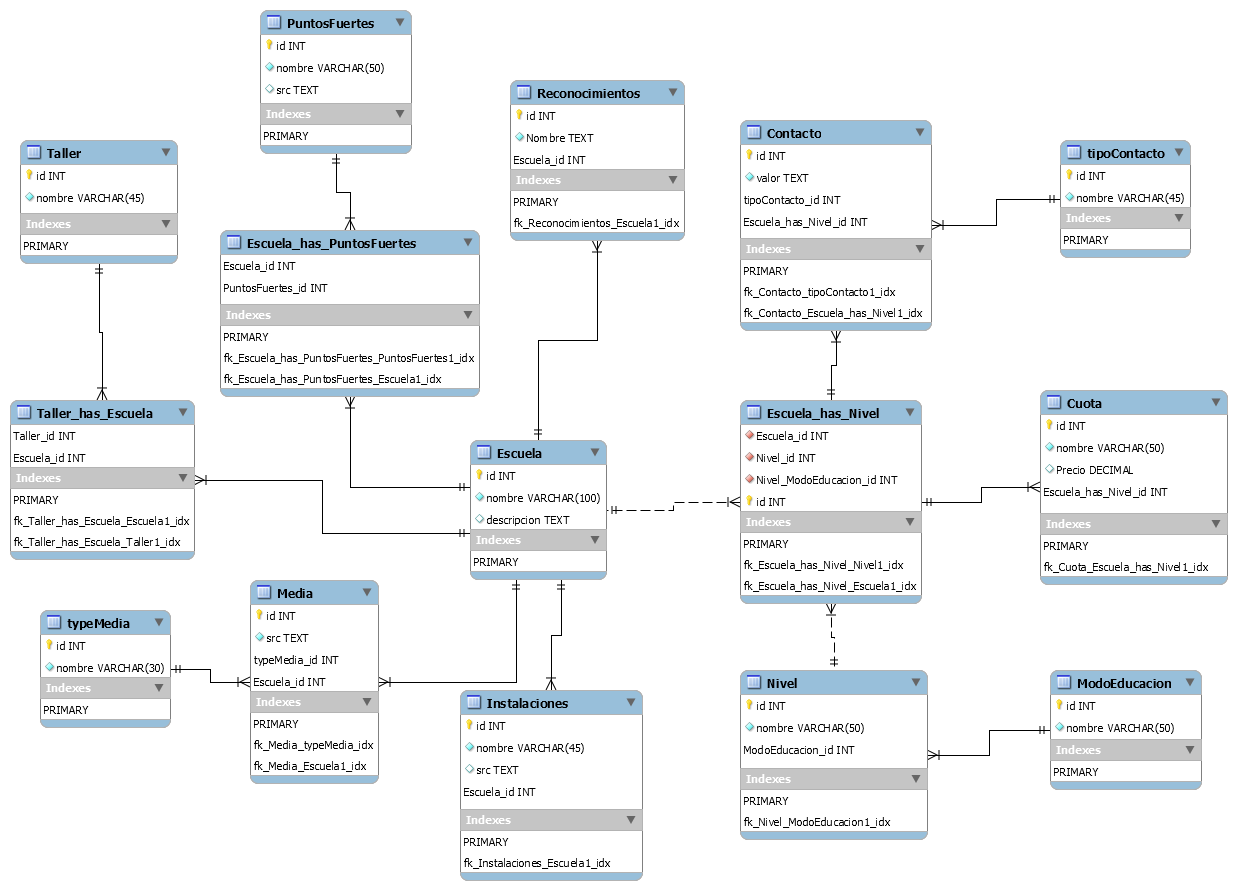 PuntosFuertes
id INT
nombre VARCHAR(50)
src TEXT
Indexes
PRIMARY
Reconocimientos
id INT
Nombre TEXT
Escuela_id INT
Indexes
PRIMARY
fk_Reconocimientos_Escuela1_idx
Contacto
id INT
valor TEXT
tipoContacto_id INT
Escuela_has_Nivel_id INT
Indexes
PRIMARY
fk_Contacto_tipoContacto1_idx
fk_Contacto_Escuela_has_Nivel1_idx
tipoContacto
id INT
nombre VARCHAR(45)
Indexes
PRIMARY
Taller
id INT
nombre VARCHAR(45)
Indexes
PRIMARY
Escuela_has_PuntosFuertes
Escuela_id INT
PuntosFuertes_id INT
Indexes
PRIMARY
fk_Escuela_has_PuntosFuertes_PuntosFuertes1_idx
fk_Escuela_has_PuntosFuertes_Escuela1_idx
Taller_has_Escuela
Taller_id INT
Escuela_id INT
Indexes
PRIMARY
fk_Taller_has_Escuela_Escuela1_idx
fk_Taller_has_Escuela_Taller1_idx
Escuela
id INT
nombre VARCHAR(100)
descripcion TEXT
Indexes
PRIMARY
Escuela_has_Nivel
Escuela_id INT
Nivel_id INT
Nivel_ModoEducacion_id INT
id INT
Indexes
PRIMARY
fk_Escuela_has_Nivel_Nivel1_idx
fk_Escuela_has_Nivel_Escuela1_idx
Cuota
id INT
nombre VARCHAR(50)
Precio DECIMAL
Escuela_has_Nivel_id INT
Indexes
PRIMARY
fk_Cuota_Escuela_has_Nivel1_idx
typeMedia
id INT
nombre VARCHAR(30)
Indexes
PRIMARY
Media
id INT
src TEXT
typeMedia_id INT
Escuela_id INT
Indexes
PRIMARY
fk_Media_typeMedia_idx
fk_Media_Escuela1_idx
Instalaciones
id INT
nombre VARCHAR(45)
src TEXT
Escuela_id INT
Indexes
PRIMARY
fk_Instalaciones_Escuela1_idx
Nivel
id INT
nombre VARCHAR(50)
ModoEducacion_id INT
Indexes
PRIMARY
fk_Nivel_ModoEducacion1_idx
ModoEducacion
id INT
nombre VARCHAR(50)
Indexes
PRIMARY